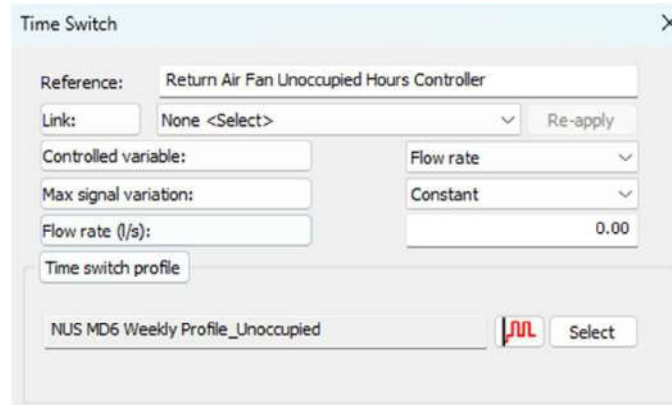 Time Switch
Reference: Return Air Fan Unoccupied Hours Controller
Link: None <Select> Re-apply
Controlled variable: Flow rate
Max signal variation: Constant
Flow rate (l/s): 0.00
Time switch profile
NUS MD6 Weekly Profile_Unoccupied Select